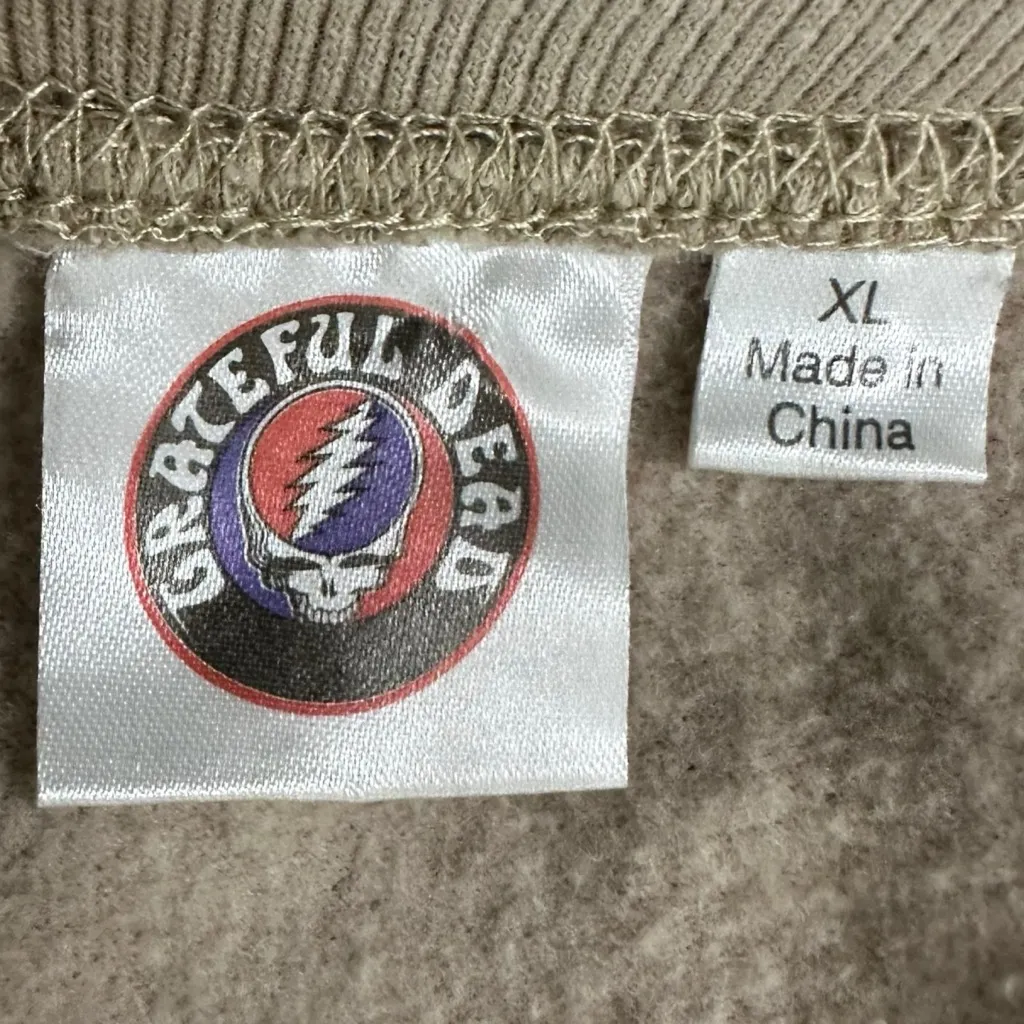 GRATEFUL DEAD
XL
Made in
China